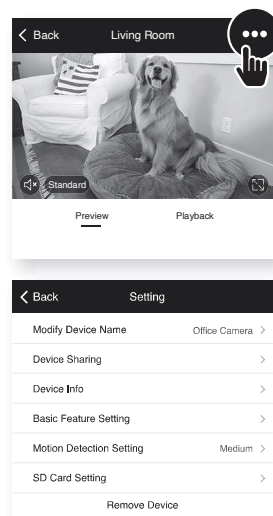 Back Living Room
Standard
Preview Playback
Back Setting
Modify Device Name Office Camera
Device Sharing
Device Info
Basic Feature Setting
Motion Detection Setting Medium
SD Card Setting
Remove Device